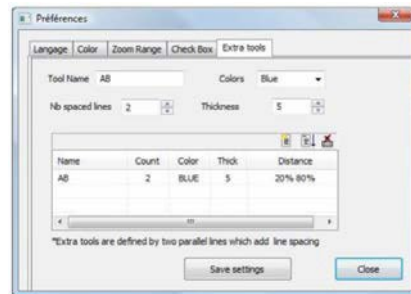 Préférences
Langage Color Zoom Range Check Box Extra tools
Tool Name AB Colors Blue
Nb spaced lines 2 Thickness 5
Name Count Color Thick Distance
AB 2 BLUE 5 20%-80%
*Extra tools are defined by two parallel lines which add line spacing
Save settings Close